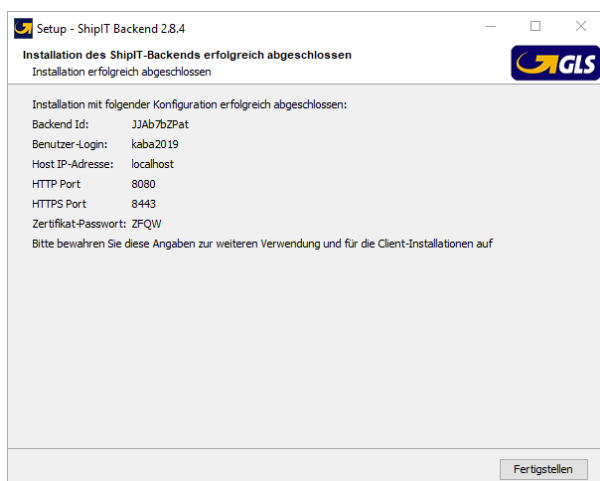 Setup - ShipIT Backend 2.8.4
Installation des ShipIT-Backends erfolgreich abgeschlossen
Installation erfolgreich abgeschlossen
GLS
Installation mit folgender Konfiguration erfolgreich abgeschlossen:
Backend Id: JJAb7bZPat
Benutzer-Login: kaba2019
Host IP-Adresse: localhost
HTTP Port 8080
HTTPS Port 8443
Zertifikat-Passwort: ZFQW
Bitte bewahren Sie diese Angaben zur weiteren Verwendung und für die Client-Installationen auf
Fertigstellen